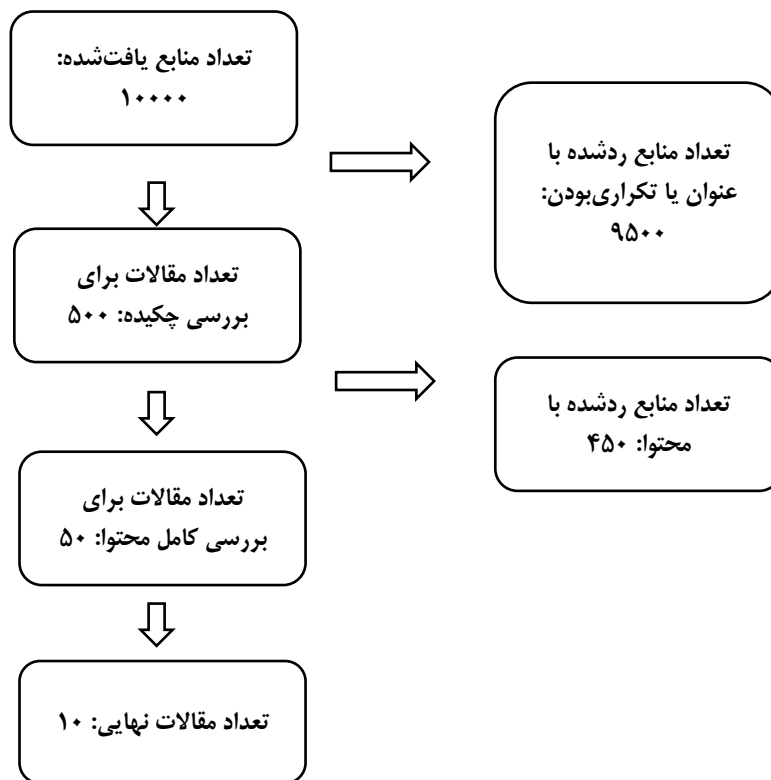 تعداد منابع یافت‌شده:
۱۰۰۰۰
تعداد منابع ردشده با
عنوان یا تکراری‌بودن:
۹۵۰۰
تعداد مقالات برای
بررسی چکیده: ۵۰۰
تعداد منابع ردشده با
محتوا: ۴۵۰
تعداد مقالات برای
بررسی کامل محتوا: ۵۰
تعداد مقالات نهایی: ۱۰